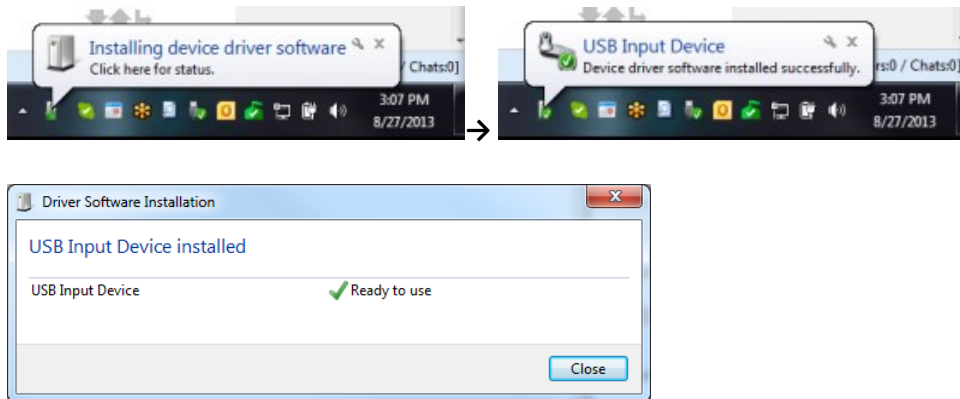 Installing device driver software
Click here for status.
/ Chats:0]
3:07 PM
8/27/2013
→
USB Input Device
Device driver software installed successfully.
rs:0 / Chats:0]
3:07 PM
8/27/2013
Driver Software Installation
USB Input Device installed
USB Input Device Ready to use
Close